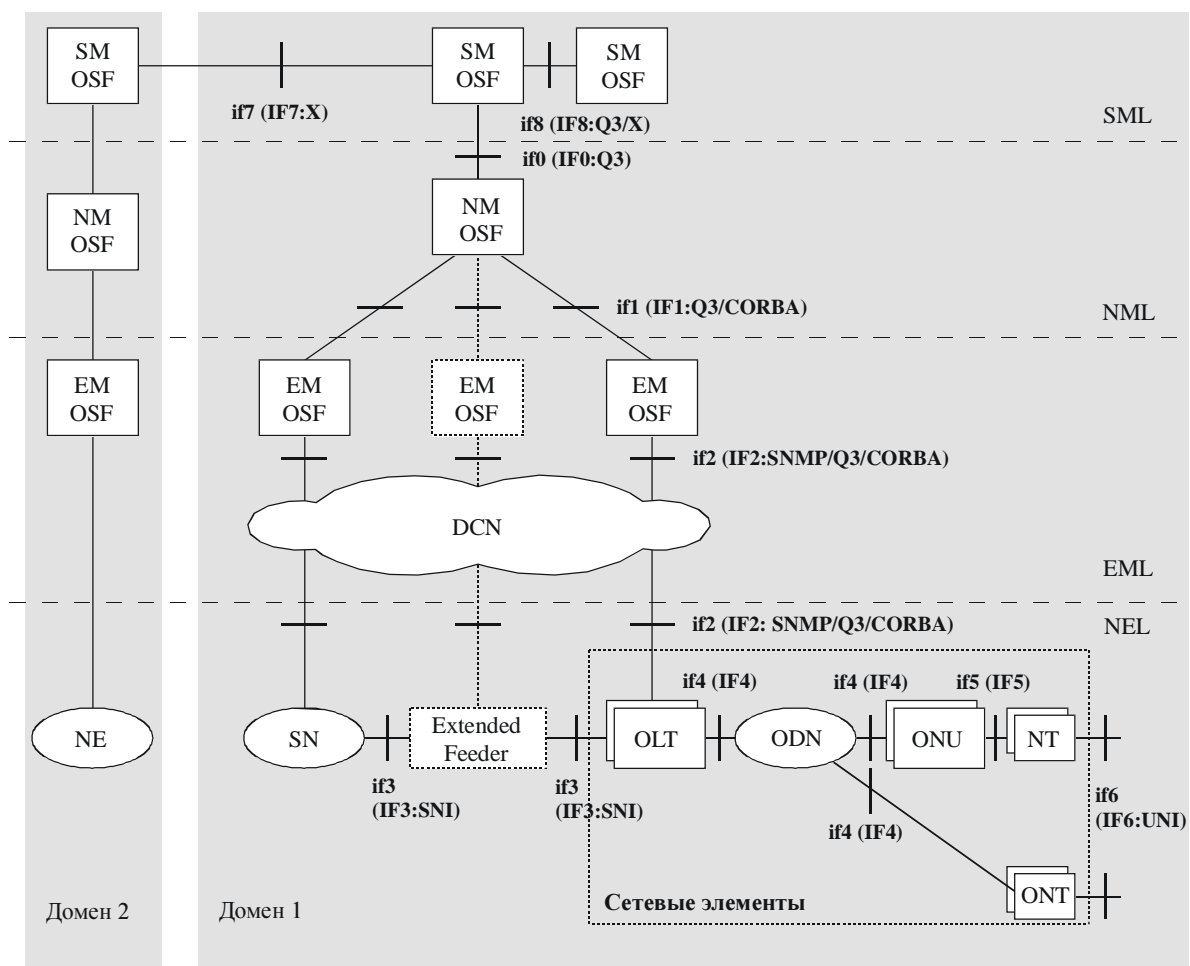 SM
OSF
SM
OSF
SM
OSF
if7 (IF7:X)
if8 (IF8:Q3/X)
SML
if0 (IF0:Q3)
NM
OSF
NM
OSF
if1 (IF1:Q3/CORBA)
NML
EM
OSF
EM
OSF
EM
OSF
EM
OSF
if2 (IF2:SNMP/Q3/CORBA)
DCN
EML
if2 (IF2: SNMP/Q3/CORBA)
NEL
if4 (IF4)
if4 (IF4)
if5 (IF5)
NE
SN
Extended
Feeder
OLT
ODN
ONU
NT
if3
(IF3:SNI)
if3
(IF3:SNI)
if6
(IF6:UNI)
if4 (IF4)
ONT
Домен 2
Домен 1
Сетевые элементы